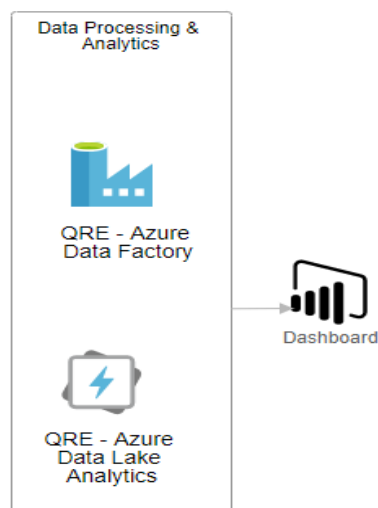 Data Processing &
Analytics
QRE - Azure
Data Factory
Dashboard
QRE - Azure
Data Lake
Analytics